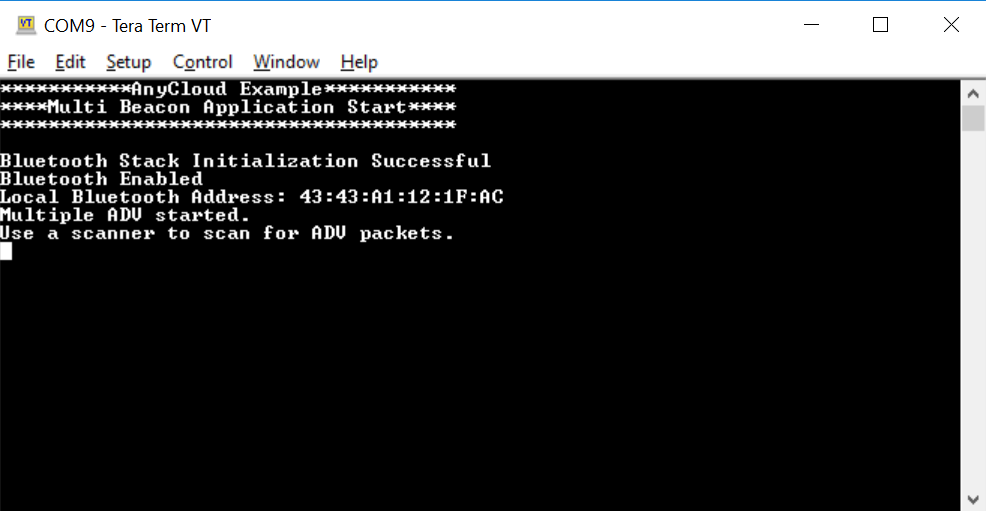 VT
COM9 - Tera Term VT
File Edit Setup Control Window Help
***********AnyCloud Example***********
****Multi Beacon Application Start****
**************************************
Bluetooth Stack Initialization Successful
Bluetooth Enabled
Local Bluetooth Address: 43:43:A1:12:1F:AC
Multiple ADV started.
Use a scanner to scan for ADV packets.